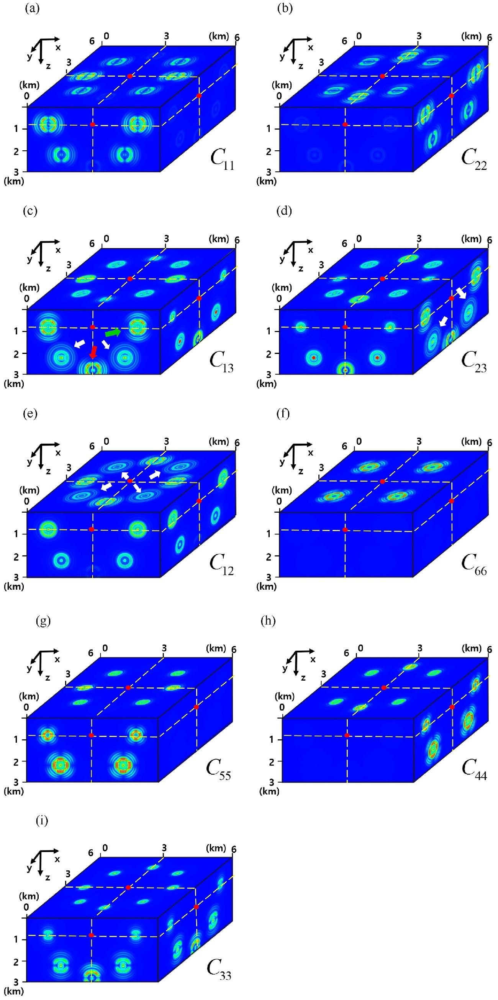 (a) (b)
0 3 (km) 6 0 3 (km) 6
6 6
x x
y y
3 z 3 z
(km) (km)
0 0
1 1
2 C11 2 C22
3 3
(km) (km)
(c) (d)
0 3 (km) 6 0 3 (km) 6
6 6
x x
y y
3 z 3 z
(km) (km)
0 0
1 1
2 C13 2 C23
3 3
(km) (km)
(e) (f)
0 3 (km) 6 0 3 (km) 6
6 6
x x
y y
3 z 3 z
(km) (km)
0 0
1 1
2 C12 2 C66
3 3
(km) (km)
(g) (h)
0 3 (km) 6 0 3 (km) 6
6 6
x x
y y
3 z 3 z
(km) (km)
0 0
1 1
2 C55 2 C44
3 3
(km) (km)
(i)
0 3 (km) 6
6
x
y
3 z
(km)
0
1
2 C33
3
(km)